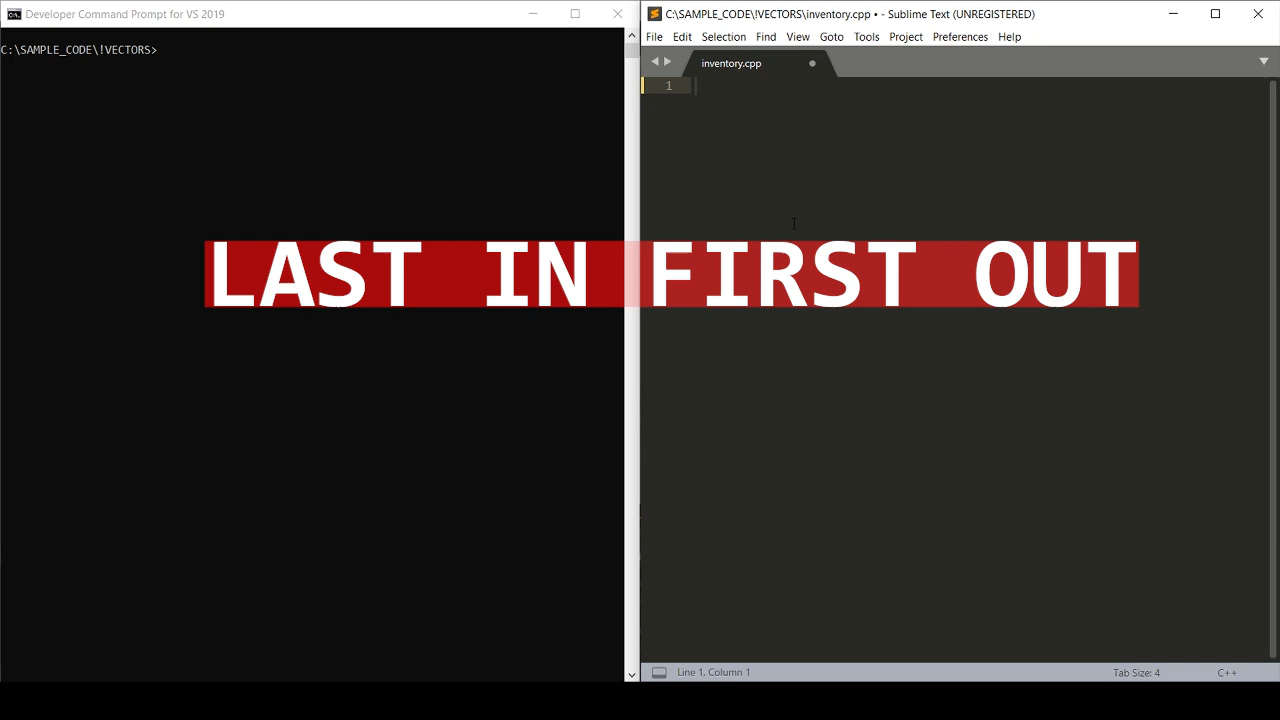 Developer Command Prompt for VS 2019
C:\SAMPLE_CODE\!VECTORS>
C:\SAMPLE_CODE\!VECTORS\inventory.cpp • - Sublime Text (UNREGISTERED)
File Edit Selection Find View Goto Tools Project Preferences Help
inventory.cpp
1
LAST IN FIRST OUT
Line 1, Column 1
Tab Size: 4
C++